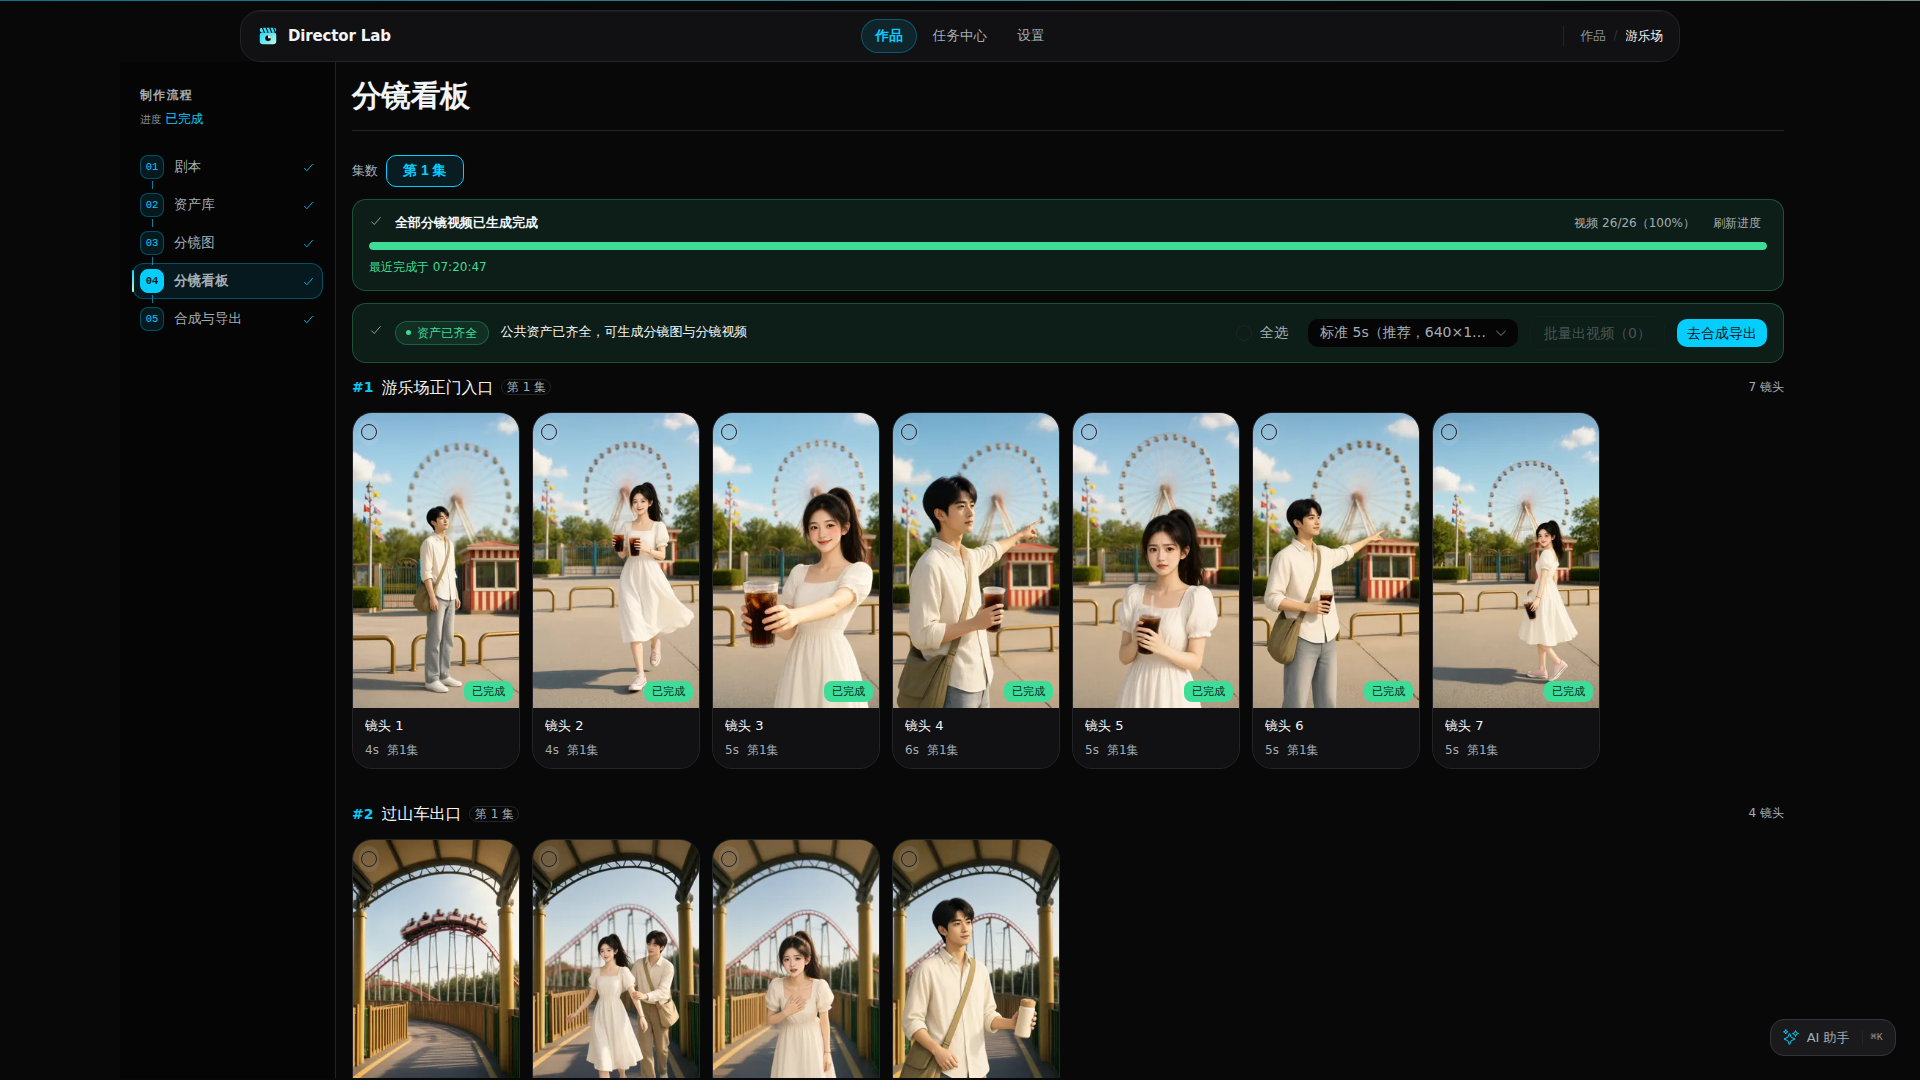 Director Lab
作品
任务中心
设置
作品 / 游乐场
制作流程
进度 已完成
01 剧本
02 资产库
03 分镜图
04 分镜看板
05 合成与导出
分镜看板
集数 第 1 集
全部分镜视频已生成完成
视频 26/26（100%）
刷新进度
最近完成于 07:20:47
资产已齐全
公共资产已齐全，可生成分镜图与分镜视频
全选
标准 5s（推荐，640×1…
批量出视频（0）
去合成导出
#1 游乐场正门入口 第 1 集
7 镜头
已完成
已完成
已完成
已完成
已完成
已完成
已完成
镜头 1
4s 第1集
镜头 2
4s 第1集
镜头 3
5s 第1集
镜头 4
6s 第1集
镜头 5
5s 第1集
镜头 6
5s 第1集
镜头 7
5s 第1集
#2 过山车出口 第 1 集
4 镜头
AI 助手 ⌘K